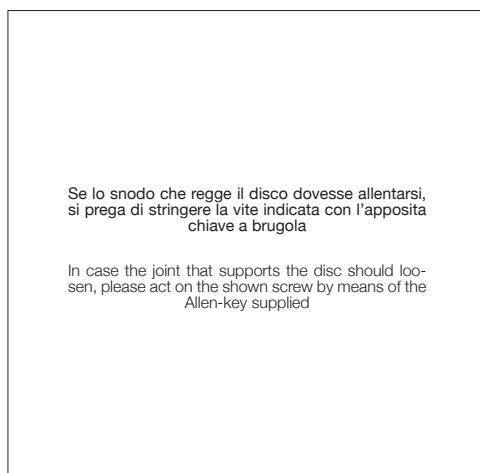 Se lo snodo che regge il disco dovesse allentarsi,
si prega di stringere la vite indicata con l'apposita
chiave a brugola
In case the joint that supports the disc should loo-
sen, please act on the shown screw by means of the
Allen-key supplied